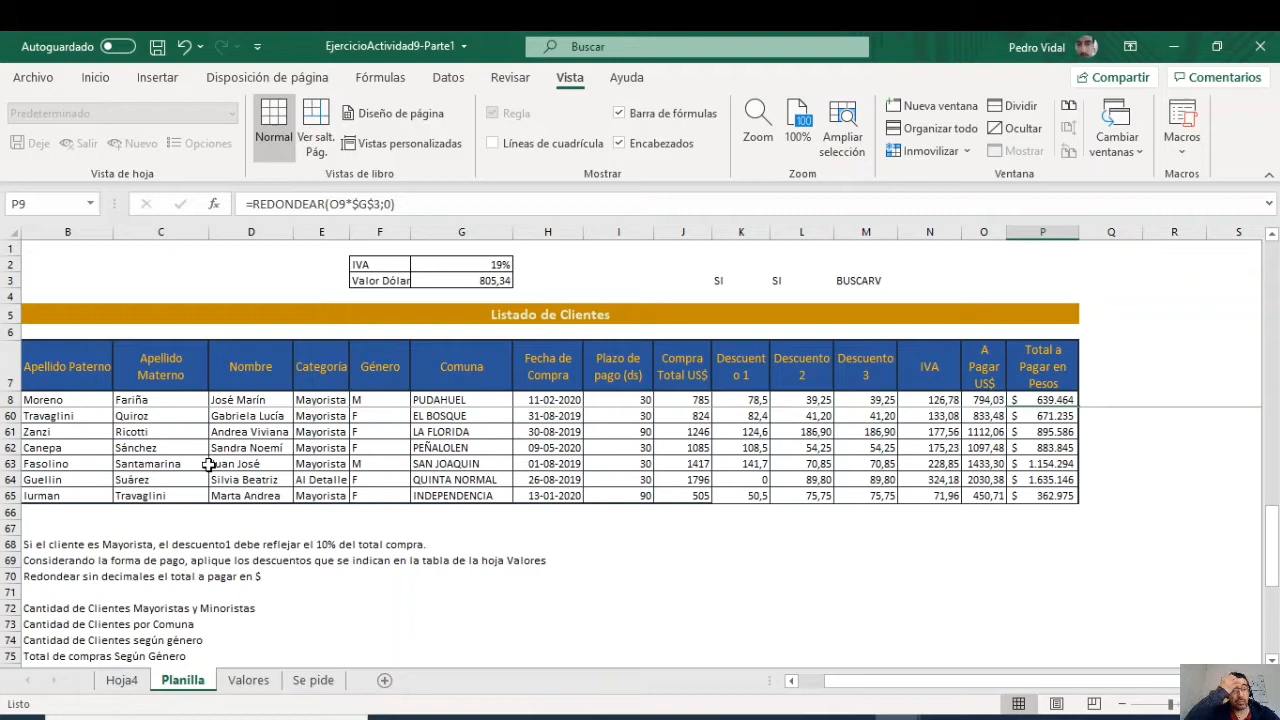 Autoguardado
EjercicioActividad9-Parte1
Buscar
Pedro Vidal
Archivo Inicio Insertar Disposición de página Fórmulas Datos Revisar Vista Ayuda
Compartir Comentarios
Predeterminado
Deje Salir Nuevo Opciones
Vista de hoja
Normal
Ver salt. Pág.
Diseño de página
Vistas personalizadas
Vistas de libro
Regla
Barra de fórmulas
Líneas de cuadrícula
Encabezados
Mostrar
Zoom
100%
Ampliar selección
Zoom
Nueva ventana
Organizar todo
Inmovilizar
Dividir
Ocultar
Mostrar
Cambiar ventanas
Ventana
Macros
Macros
P9
fx
=REDONDEAR(O9*$G$3;0)
B C D E F G H I J K L M N O P Q R S
1
2 IVA 19%
3 Valor Dólar 805,34 SI SI BUSCARV
4
5 Listado de Clientes
6
7 Apellido Paterno Apellido Materno Nombre Categoría Género Comuna Fecha de Compra Plazo de pago (ds) Compra Total US$ Descuento 1 Descuento 2 Descuento 3 IVA A Pagar US$ Total a Pagar en Pesos
8 Moreno Fariña José Marín Mayorista M PUDAHUEL 11-02-2020 30 785 78,5 39,25 39,25 126,78 794,03 $ 639.464
60 Travaglini Quiroz Gabriela Lucía Mayorista F EL BOSQUE 31-08-2019 30 824 82,4 41,20 41,20 133,08 833,48 $ 671.235
61 Zanzi Ricotti Andrea Viviana Mayorista F LA FLORIDA 30-08-2019 90 1246 124,6 186,90 186,90 177,56 1112,06 $ 895.586
62 Canepa Sánchez Sandra Noemí Mayorista F PEÑALOLEN 09-05-2020 30 1085 108,5 54,25 54,25 175,23 1097,48 $ 883.845
63 Fasolino Santamarina Juan José Mayorista M SAN JOAQUIN 01-08-2019 30 1417 141,7 70,85 70,85 228,85 1433,30 $ 1.154.294
64 Guellin Suárez Silvia Beatriz Al Detalle F QUINTA NORMAL 26-08-2019 30 1796 0 89,80 89,80 324,18 2030,38 $ 1.635.146
65 Iurman Travaglini Marta Andrea Mayorista F INDEPENDENCIA 13-01-2020 90 505 50,5 75,75 75,75 71,96 450,71 $ 362.975
66
67
68 Si el cliente es Mayorista, el descuento1 debe reflejar el 10% del total compra.
69 Considerando la forma de pago, aplique los descuentos que se indican en la tabla de la hoja Valores
70 Redondear sin decimales el total a pagar en $
71
72 Cantidad de Clientes Mayoristas y Minoristas
73 Cantidad de Clientes por Comuna
74 Cantidad de Clientes según género
75 Total de compras Según Género
Hoja4 Planilla Valores Se pide
Listo